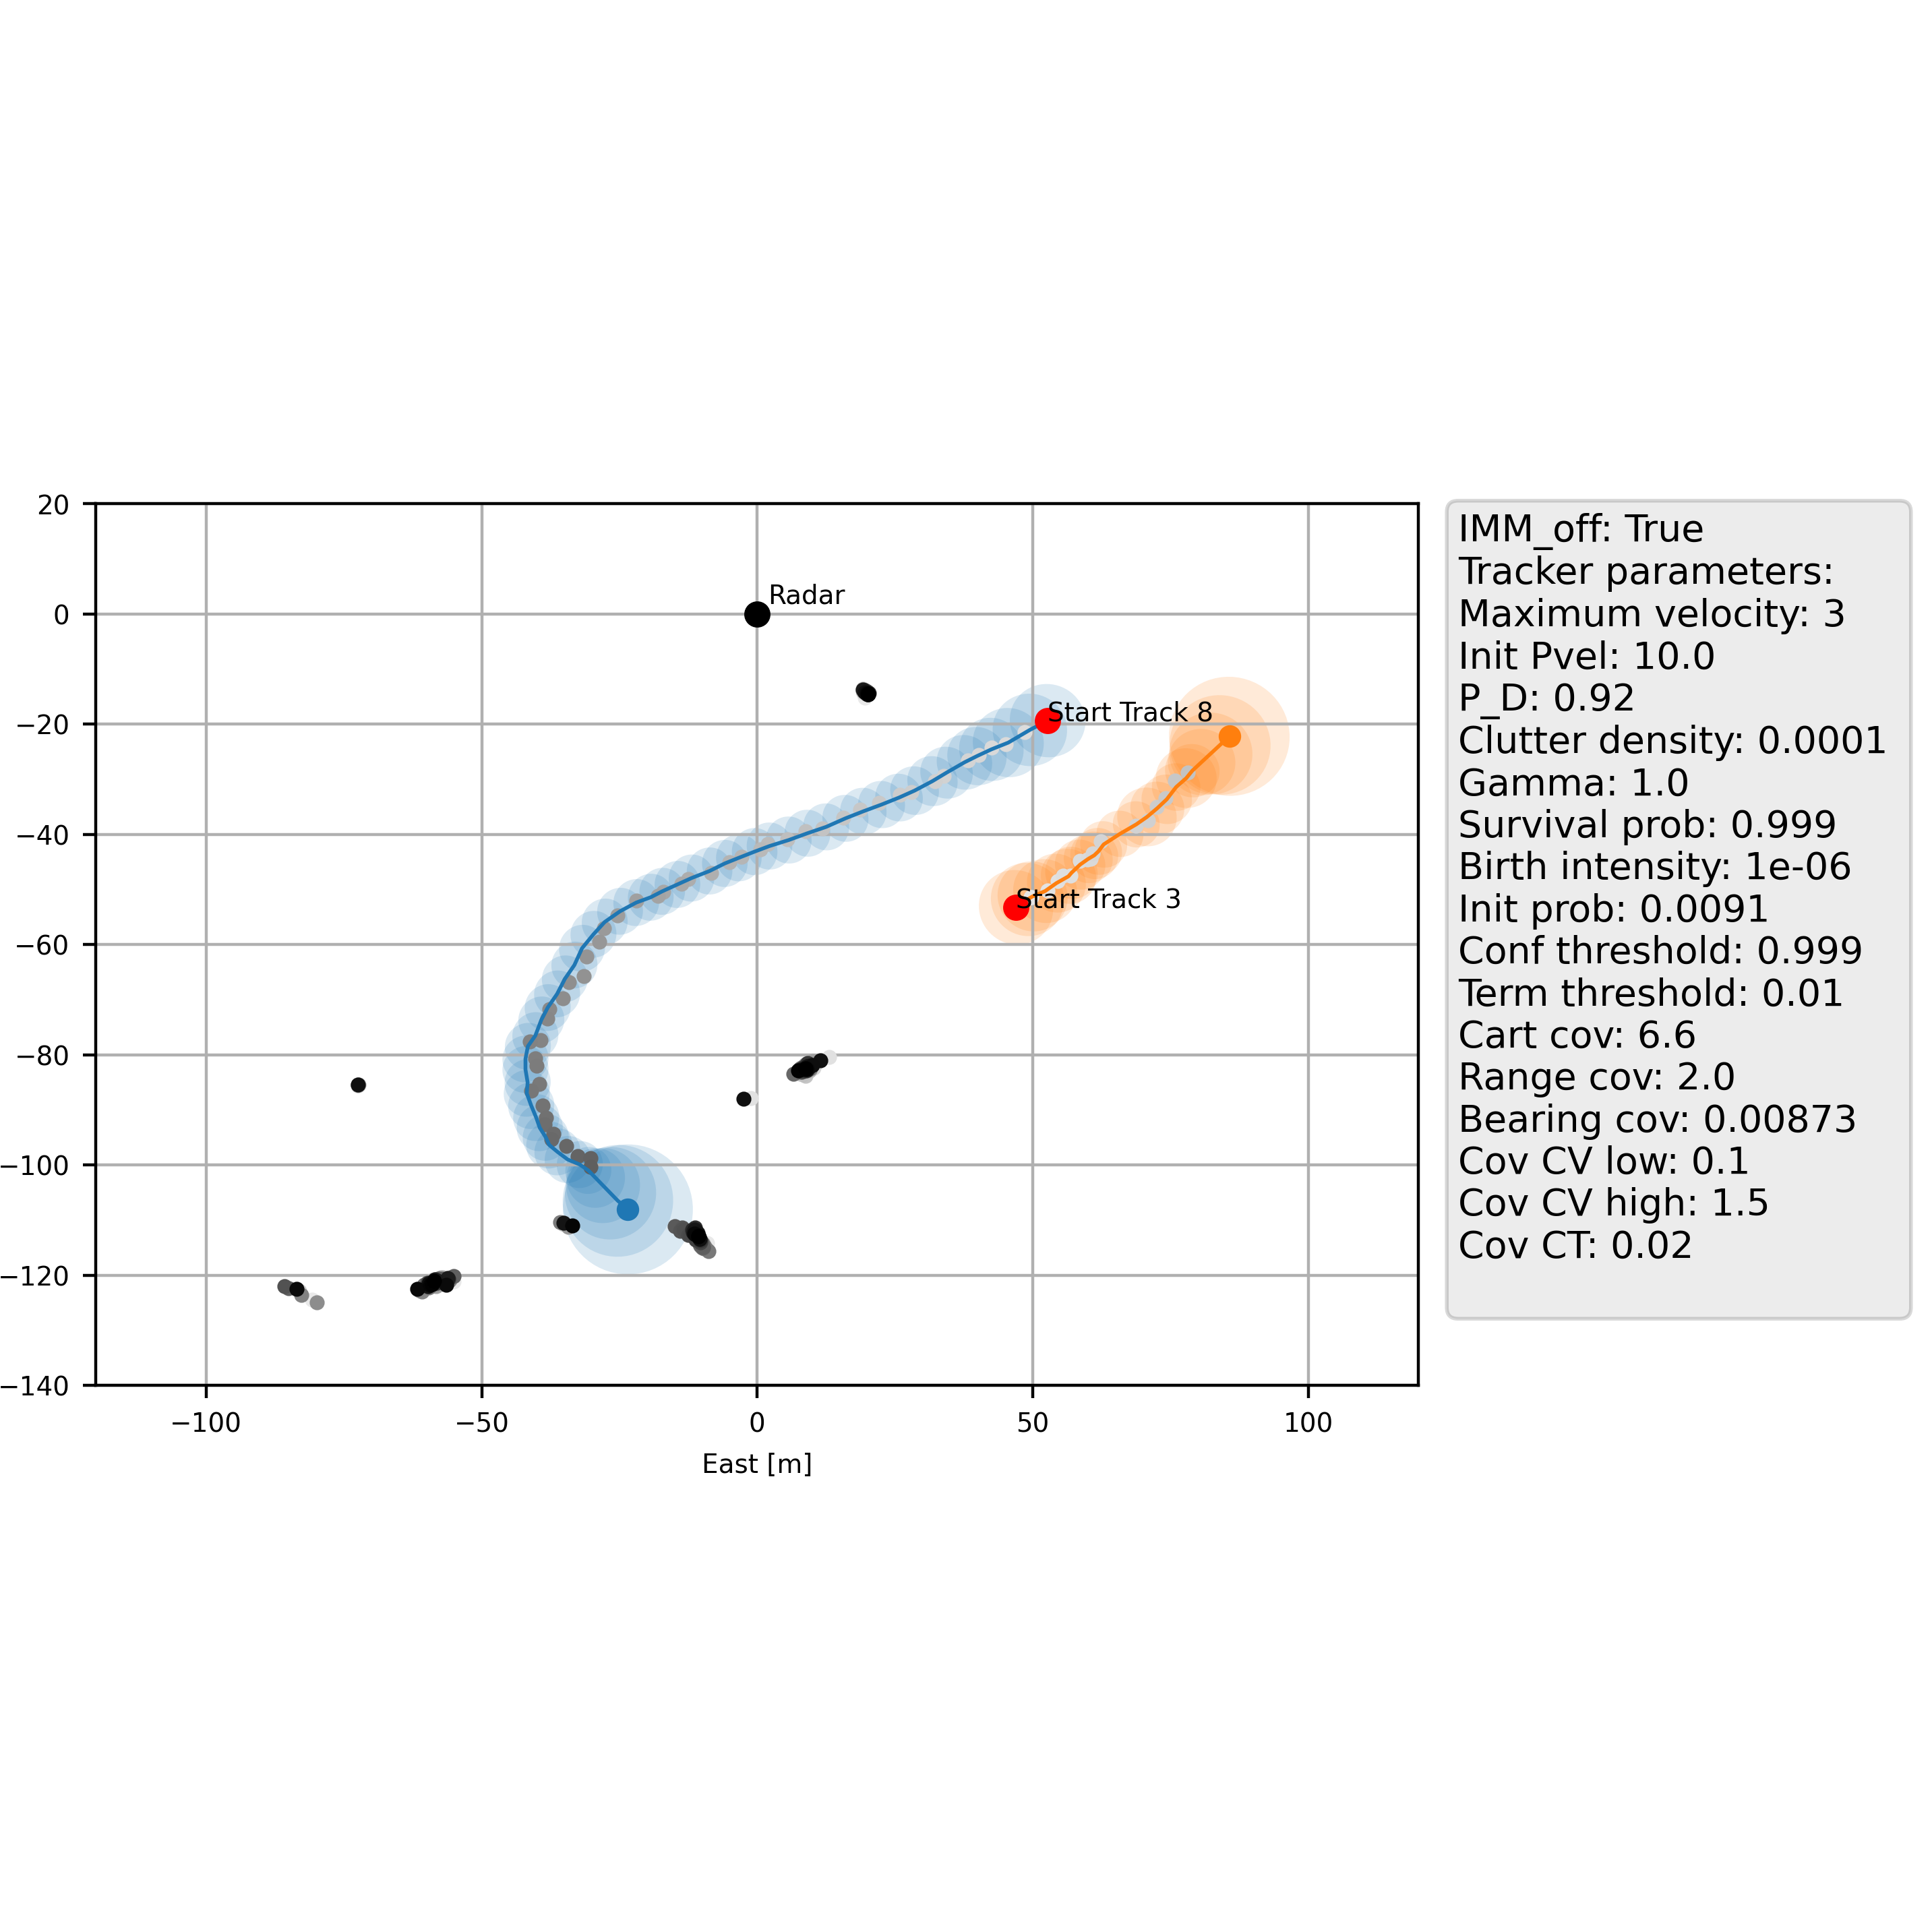 20
0
−20
−40
−60
−80
−100
−120
−140
−100
−50
0
50
100
East [m]
Radar
Start Track 8
Start Track 3
IMM_off: True
Tracker parameters:
Maximum velocity: 3
Init Pvel: 10.0
P_D: 0.92
Clutter density: 0.0001
Gamma: 1.0
Survival prob: 0.999
Birth intensity: 1e-06
Init prob: 0.0091
Conf threshold: 0.999
Term threshold: 0.01
Cart cov: 6.6
Range cov: 2.0
Bearing cov: 0.00873
Cov CV low: 0.1
Cov CV high: 1.5
Cov CT: 0.02